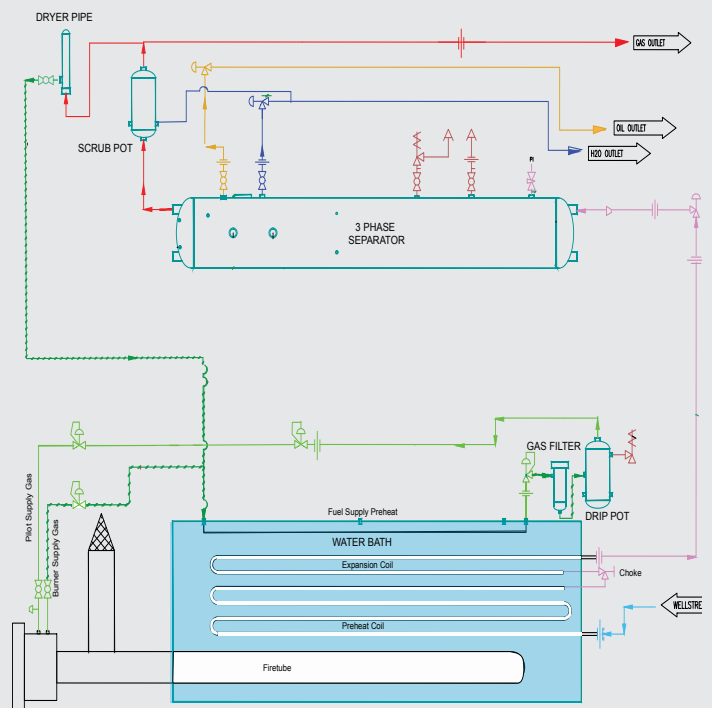 DRYER PIPE
GAS OUTLET
SCRUB POT
OIL OUTLET
H2O OUTLET
3 PHASE
SEPARATOR
GAS FILTER
DRIP POT
Pilot Supply Gas
Burner Supply Gas
Fuel Supply Preheat
WATER BATH
Expansion Coil
Choke
Preheat Coil
WELLSTRE
Firetube